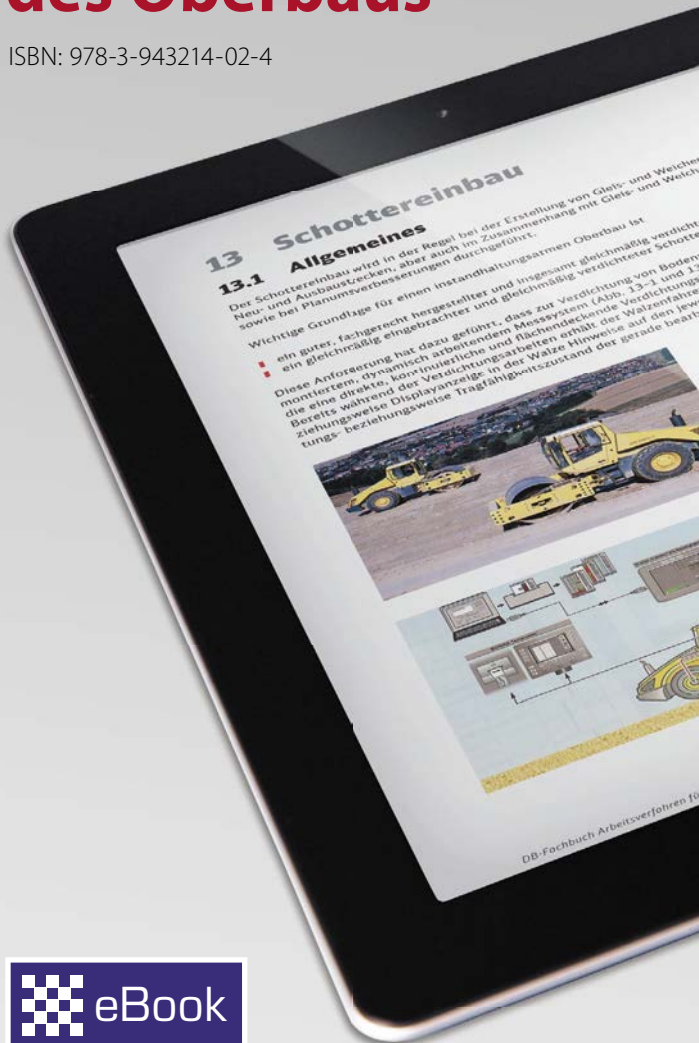 des Oberbaus
ISBN: 978-3-943214-02-4
13 Schottereinbau
13.1 Allgemeines
Der Schottereinbau wird in der Regel bei der Erstellung von Gleis- und Weichen
Neu- und Ausbaustrecken, aber auch im Zusammenhang mit Gleis- und Weich
sowie bei Planumsverbesserungen durchgeführt.
Wichtige Grundlage für einen instandhaltungsarmen Oberbau ist
ein guter, fachgerecht hergestellter und insgesamt gleichmäßig verdicht
ein gleichmäßig eingebrachter und gleichmäßig verdichteter Schotte
Diese Anforderung hat dazu geführt, dass zur Verdichtung von Boden
montiertem, dynamisch arbeitendem Messsystem (Abb. 13-1 und 13
die eine direkte, kontinuierliche und flächendeckende Verdichtung
Bereits während der Verdichtungsarbeiten erhält der Walzenfahre
ziehungsweise Displayanzeige in der Walze Hinweise auf den jew
tungs- beziehungsweise Tragfähigkeitszustand der gerade bean
DB-Fachbuch Arbeitsverfahren fü
eBook